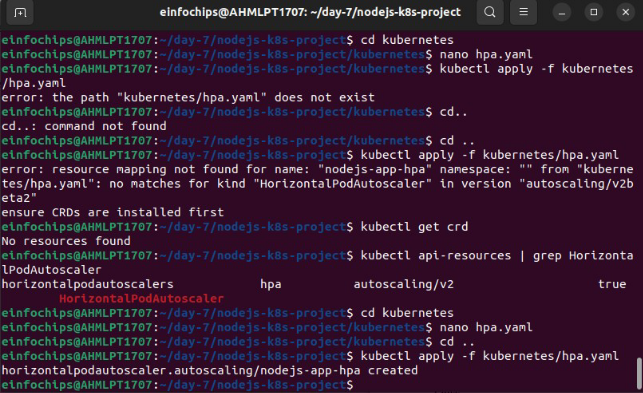 einfochips@AHMLPT1707: ~/day-7/nodejs-k8s-project
einfochips@AHMLPT1707:~/day-7/nodejs-k8s-project$ cd kubernetes
einfochips@AHMLPT1707:~/day-7/nodejs-k8s-project/kubernetes$ nano hpa.yaml
einfochips@AHMLPT1707:~/day-7/nodejs-k8s-project/kubernetes$ kubectl apply -f kubernetes
/hpa.yaml
error: the path "kubernetes/hpa.yaml" does not exist
einfochips@AHMLPT1707:~/day-7/nodejs-k8s-project/kubernetes$ cd..
cd..: command not found
einfochips@AHMLPT1707:~/day-7/nodejs-k8s-project/kubernetes$ cd ..
einfochips@AHMLPT1707:~/day-7/nodejs-k8s-project$ kubectl apply -f kubernetes/hpa.yaml
error: resource mapping not found for name: "nodejs-app-hpa" namespace: "" from "kuberne
tes/hpa.yaml": no matches for kind "HorizontalPodAutoscaler" in version "autoscaling/v2b
eta2"
ensure CRDs are installed first
einfochips@AHMLPT1707:~/day-7/nodejs-k8s-project$ kubectl get crd
No resources found
einfochips@AHMLPT1707:~/day-7/nodejs-k8s-project$ kubectl api-resources | grep Horizonta
lPodAutoscaler
horizontalpodautoscalers hpa autoscaling/v2 true
HorizontalPodAutoscaler
einfochips@AHMLPT1707:~/day-7/nodejs-k8s-project$ cd kubernetes
einfochips@AHMLPT1707:~/day-7/nodejs-k8s-project/kubernetes$ nano hpa.yaml
einfochips@AHMLPT1707:~/day-7/nodejs-k8s-project/kubernetes$ cd ..
einfochips@AHMLPT1707:~/day-7/nodejs-k8s-project$ kubectl apply -f kubernetes/hpa.yaml
horizontalpodautoscaler.autoscaling/nodejs-app-hpa created
einfochips@AHMLPT1707:~/day-7/nodejs-k8s-project$